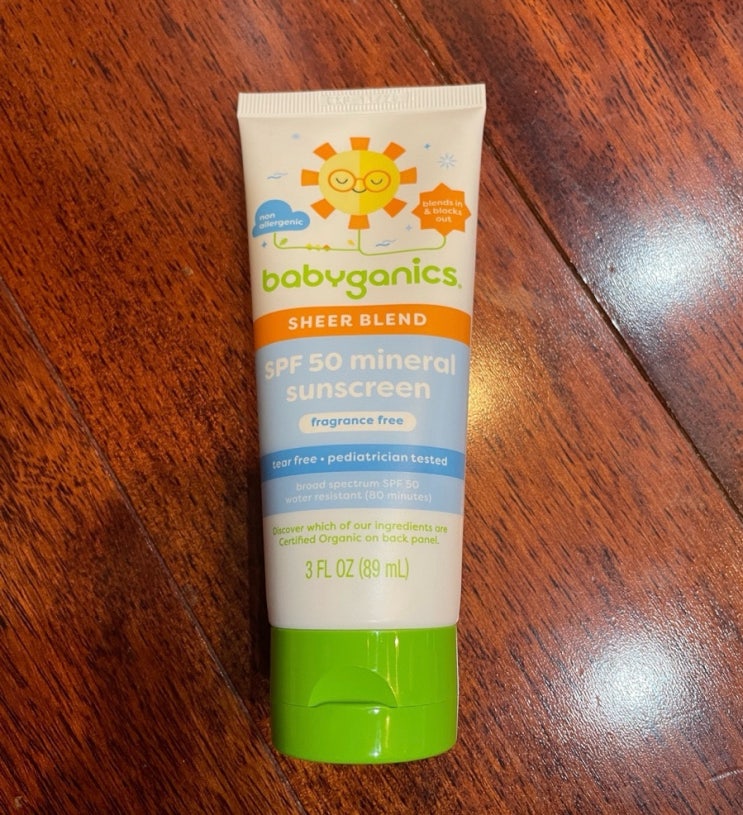 non
allergenic
blends in
& blocks
out
babyganics®
SHEER BLEND
SPF 50 mineral
sunscreen
fragrance free
tear free • pediatrician tested
broad spectrum SPF 50
water resistant (80 minutes)
Discover which of our ingredients are
Certified Organic on back panel.
3 FL OZ (89 mL)